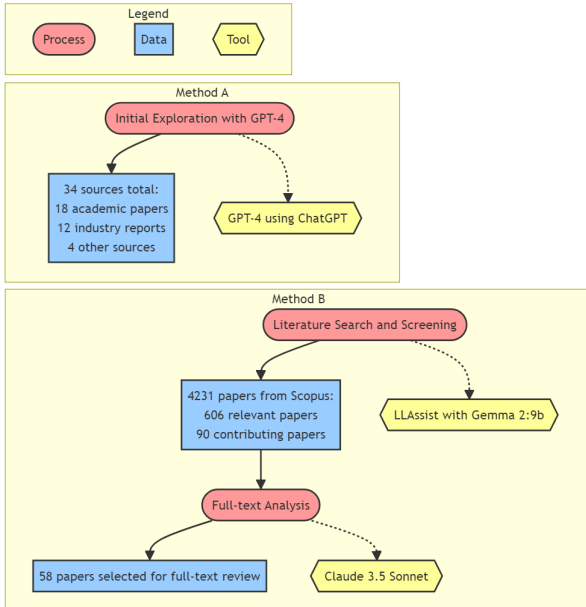 Legend
Process
Data
Tool
Method A
Initial Exploration with GPT-4
34 sources total:
18 academic papers
12 industry reports
4 other sources
GPT-4 using ChatGPT
Method B
Literature Search and Screening
4231 papers from Scopus:
606 relevant papers
90 contributing papers
LLAssist with Gemma 2:9b
Full-text Analysis
58 papers selected for full-text review
Claude 3.5 Sonnet